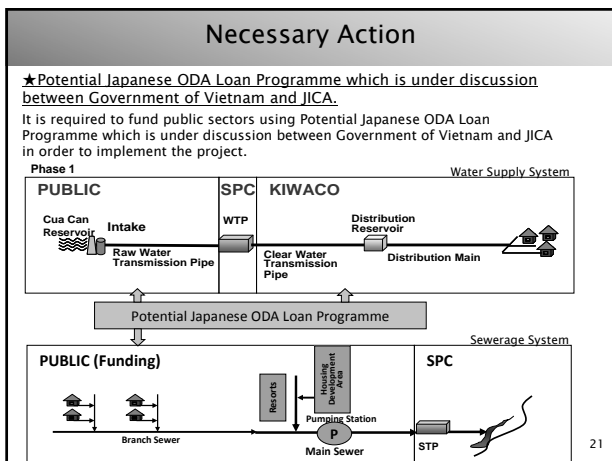 Necessary Action
★Potential Japanese ODA Loan Programme which is under discussion
between Government of Vietnam and JICA.
It is required to fund public sectors using Potential Japanese ODA Loan
Programme which is under discussion between Government of Vietnam and JICA
in order to implement the project.
Phase 1
Water Supply System
PUBLIC
SPC
KIWACO
Cua Can
Reservoir
Intake
Raw Water
Transmission Pipe
WTP
Clear Water
Transmission
Pipe
Distribution
Reservoir
Distribution Main
Potential Japanese ODA Loan Programme
Sewerage System
PUBLIC (Funding)
SPC
Resorts
Housing
Development
Area
Pumping Station
P
Branch Sewer
Main Sewer
STP
21